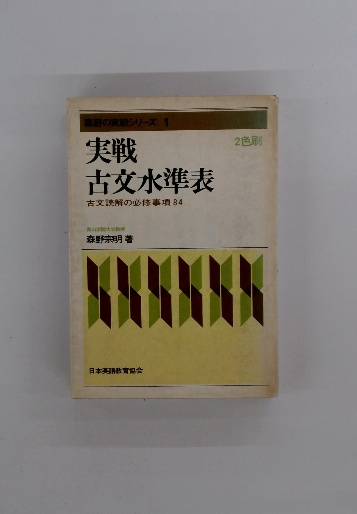 森野の実戦シリーズ 1
2色刷
実戦
古文水準表
古文読解の必修事項84
森野宗明 著
日本英語教育協会